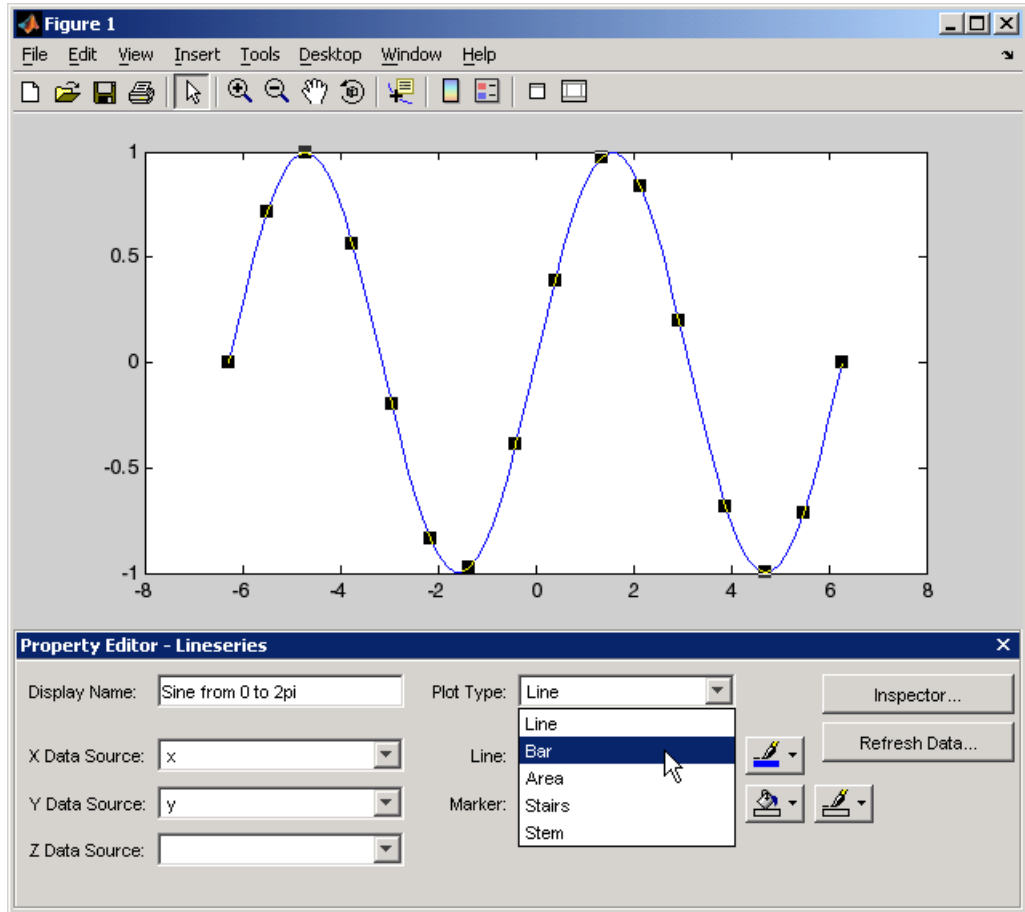 Figure 1
File Edit View Insert Tools Desktop Window Help
1
0.5
0
-0.5
-1
-8 -6 -4 -2 0 2 4 6 8
Property Editor - Lineseries
Display Name: Sine from 0 to 2pi Plot Type: Line Inspector...
Line
X Data Source: x Line: Bar Refresh Data...
Area
Y Data Source: y Marker: Stairs
Stem
Z Data Source: